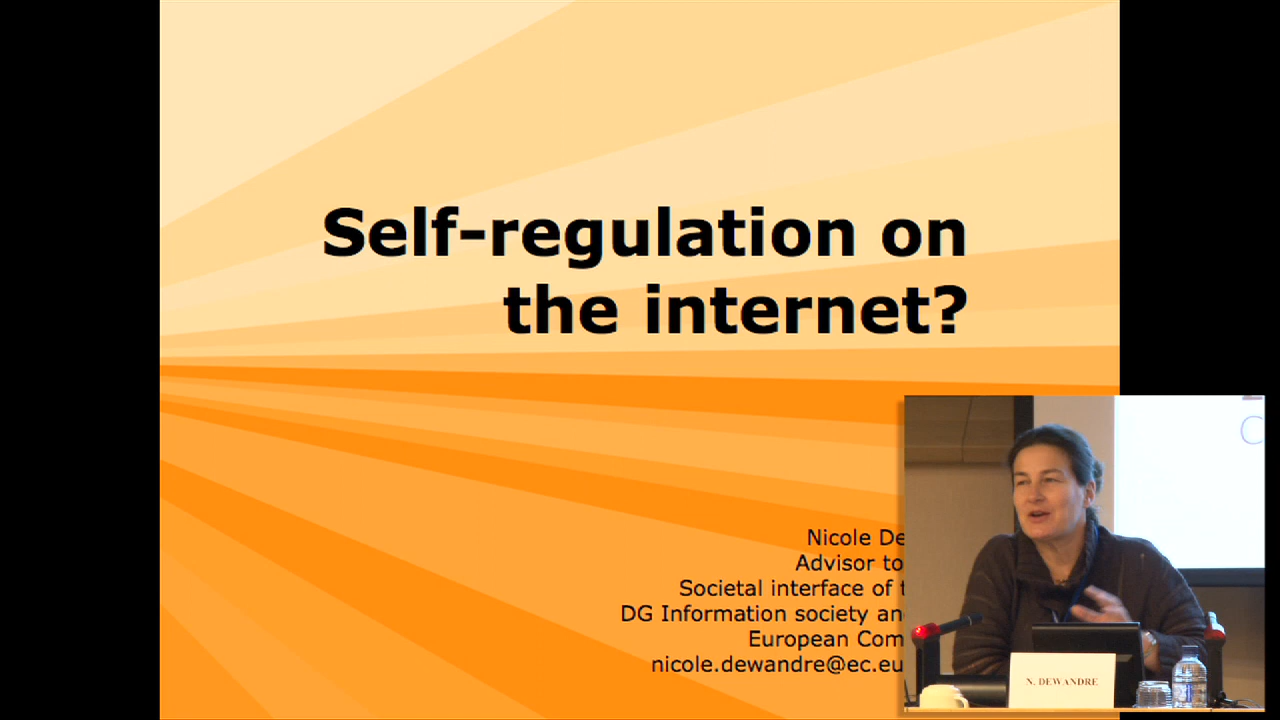 Self-regulation on
the internet?
Nicole De
Advisor to
Societal interface of t
DG Information society an
European Com
nicole.dewandre@ec.eu
N. DEWANDRE
C